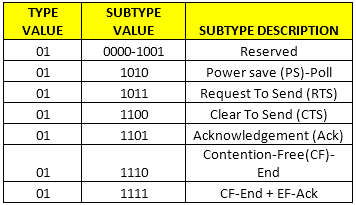 TYPE VALUE SUBTYPE VALUE SUBTYPE DESCRIPTION
01 0000-1001 Reserved
01 1010 Power save (PS)-Poll
01 1011 Request To Send (RTS)
01 1100 Clear To Send (CTS)
01 1101 Acknowledgement (Ack)
01 1110 Contention-Free(CF)-
End
01 1111 CF-End + EF-Ack